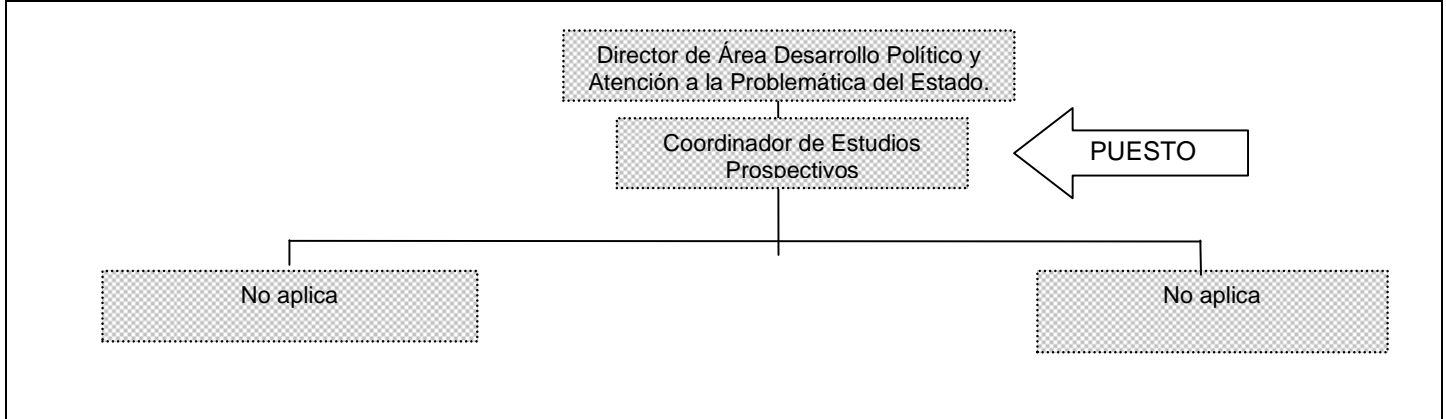 Director de Área Desarrollo Político y
Atención a la Problemática del Estado.
Coordinador de Estudios
Prospectivos
PUESTO
No aplica
No aplica